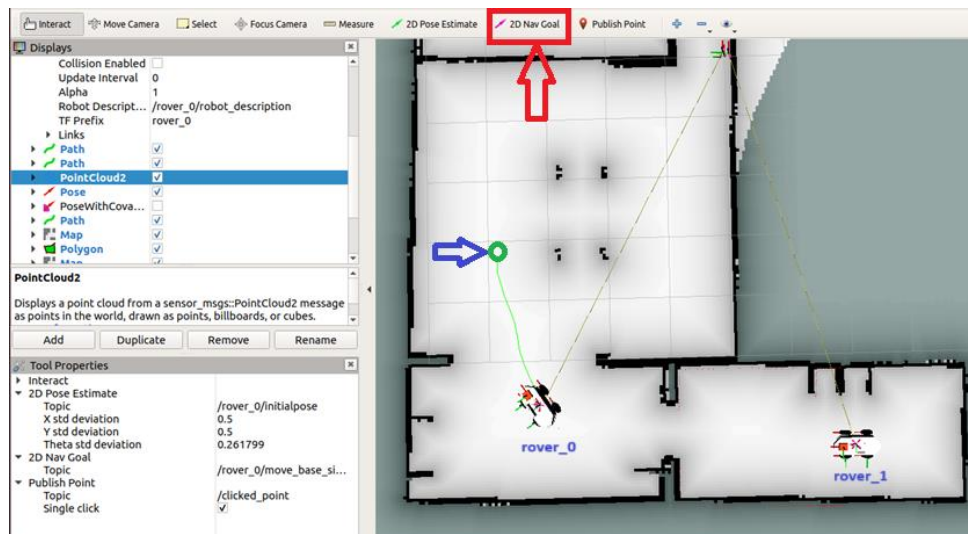 Interact Move Camera Select Focus Camera Measure 2D Pose Estimate 2D Nav Goal Publish Point
Displays
Collision Enabled
Update Interval 0
Alpha 1
Robot Descript... /rover_0/robot_description
TF Prefix rover_0
Links
Path
Path
PointCloud2
Pose
PoseWithCova...
Path
Map
Polygon
PointCloud2
Displays a point cloud from a sensor_msgs::PointCloud2 message
as points in the world, drawn as points, billboards, or cubes.
Add Duplicate Remove Rename
Tool Properties
Interact
2D Pose Estimate
Topic /rover_0/initialpose
X std deviation 0.5
Y std deviation 0.5
Theta std deviation 0.261799
2D Nav Goal
Topic /rover_0/move_base_si...
Publish Point
Topic /clicked_point
Single click
rover_0
rover_1